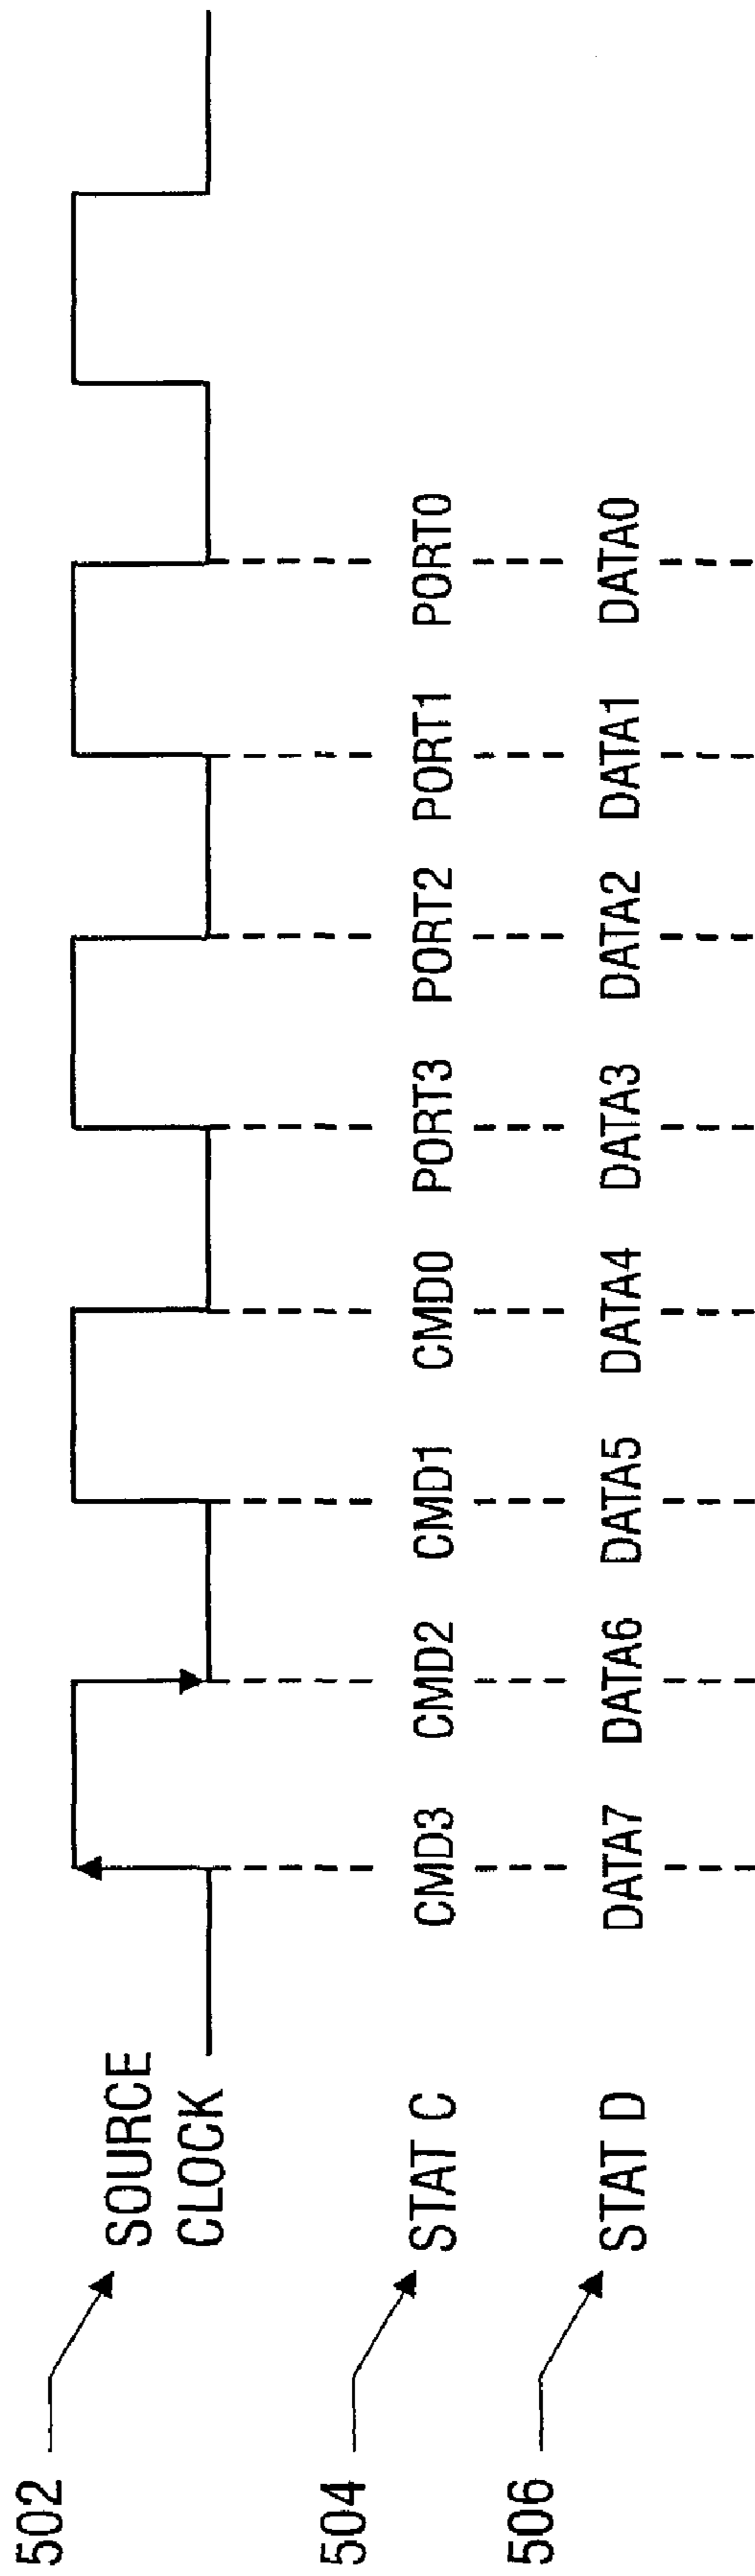 502
SOURCE
CLOCK
504
STAT C CMD3 CMD2 CMD1 CMD0 PORT3 PORT2 PORT1 PORT0
506
STAT D DATA7 DATA6 DATA5 DATA4 DATA3 DATA2 DATA1 DATA0